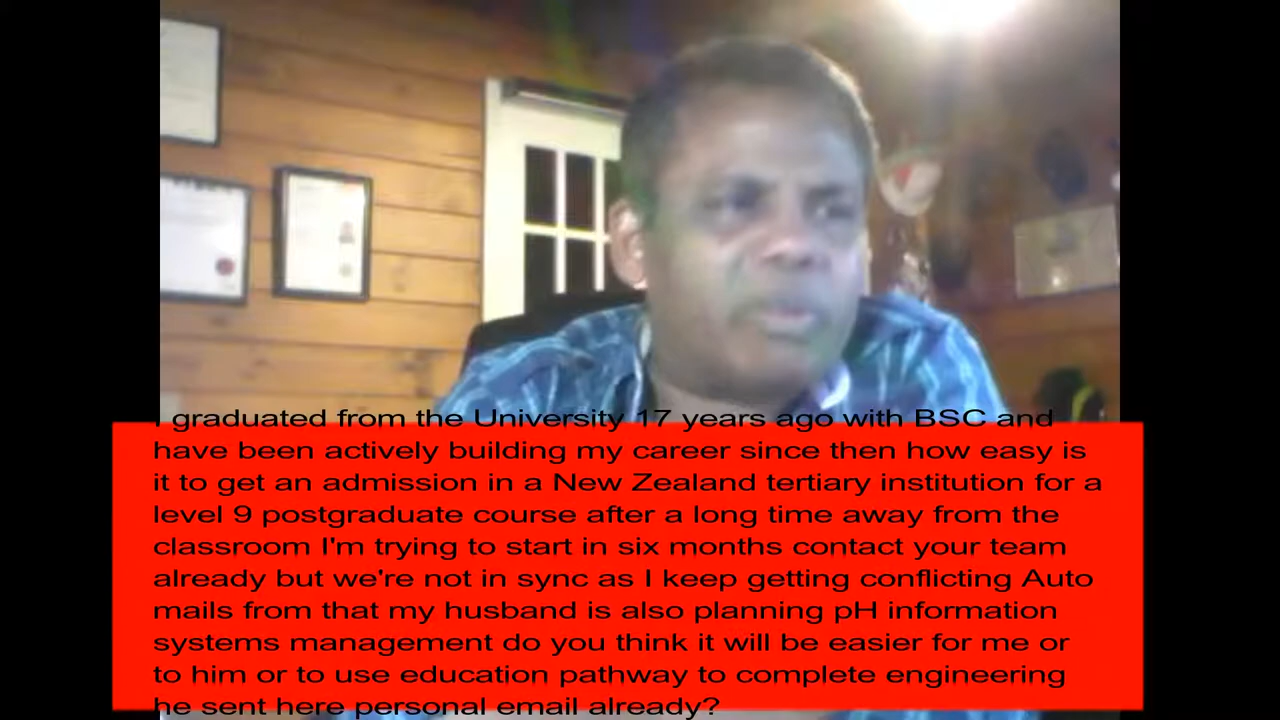 I graduated from the University 17 years ago with BSC and
have been actively building my career since then how easy is
it to get an admission in a New Zealand tertiary institution for a
level 9 postgraduate course after a long time away from the
classroom I'm trying to start in six months contact your team
already but we're not in sync as I keep getting conflicting Auto
mails from that my husband is also planning pH information
systems management do you think it will be easier for me or
to him or to use education pathway to complete engineering
he sent here personal email already?